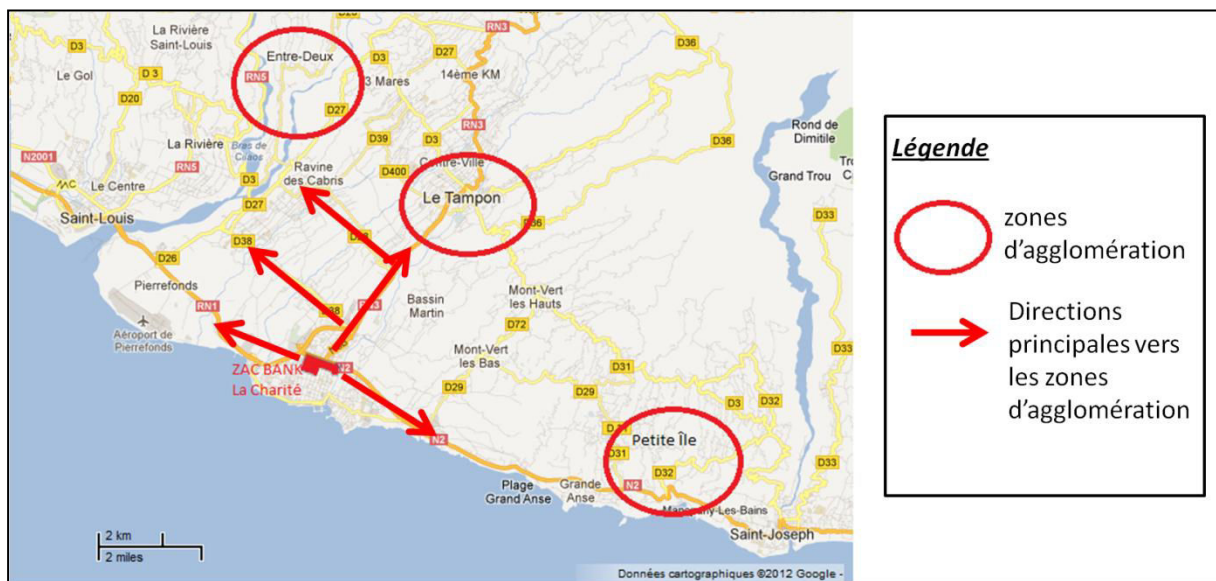 La Rivière
Saint-Louis
D38
D26
RN3
D36
D3
Entre-Deux
D3
D27
Le Gol
D 3
RN5
3 Mares
14ème KM
D20
D27
RN3
D36
Rond de
Dimitile
La Rivière
D39
D3
N2001
RN5
Bras de
Cilaos
Centre-Ville
Ravine
des Cabris
D400
Grand Trou
Le Centre
D3
Le Tampon
Saint-Louis
D27
D33
D38
D26
Pierrefonds
Mont-Vert
les Hauts
RN1
Bassin
Martin
Aéroport de
Pierrefonds
D72
Mont-Vert
les Bas
D33
ZAC BANK
La Charité
N2
D31
D29
D29
D3
D32
D31
Petite Île
D33
N2
D32
Plage
Grand Anse
Grande
Anse
N2
Saint-Joseph
2 km
2 miles
Données cartographiques ©2012 Google -
Légende
zones
d'agglomération
Directions
principales vers
les zones
d'agglomération